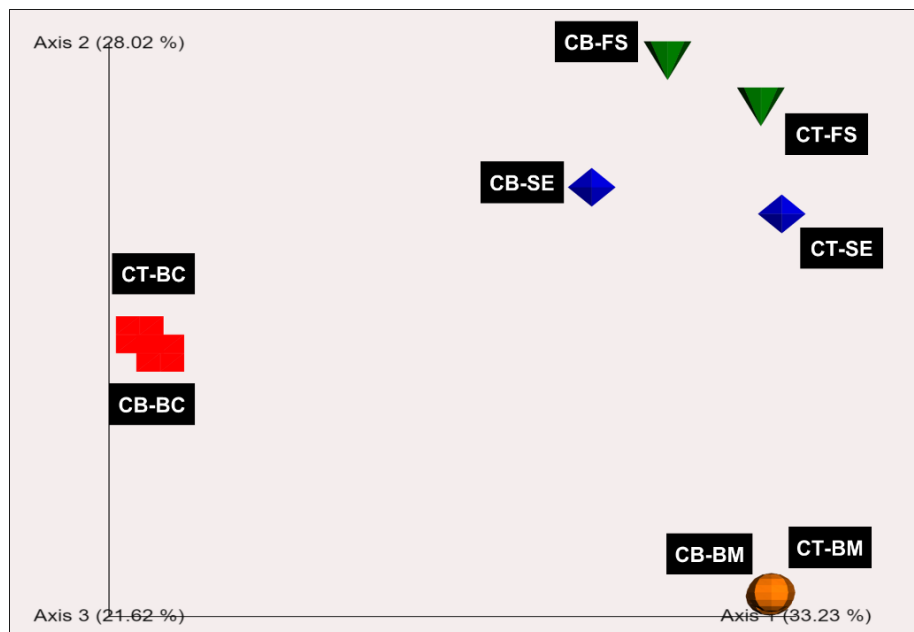 Axis 2 (28.02 %)
CB-FS
CT-FS
CB-SE
CT-SE
CT-BC
CB-BC
CB-BM
CT-BM
Axis 3 (21.62 %)
Axis 1 (33.23 %)